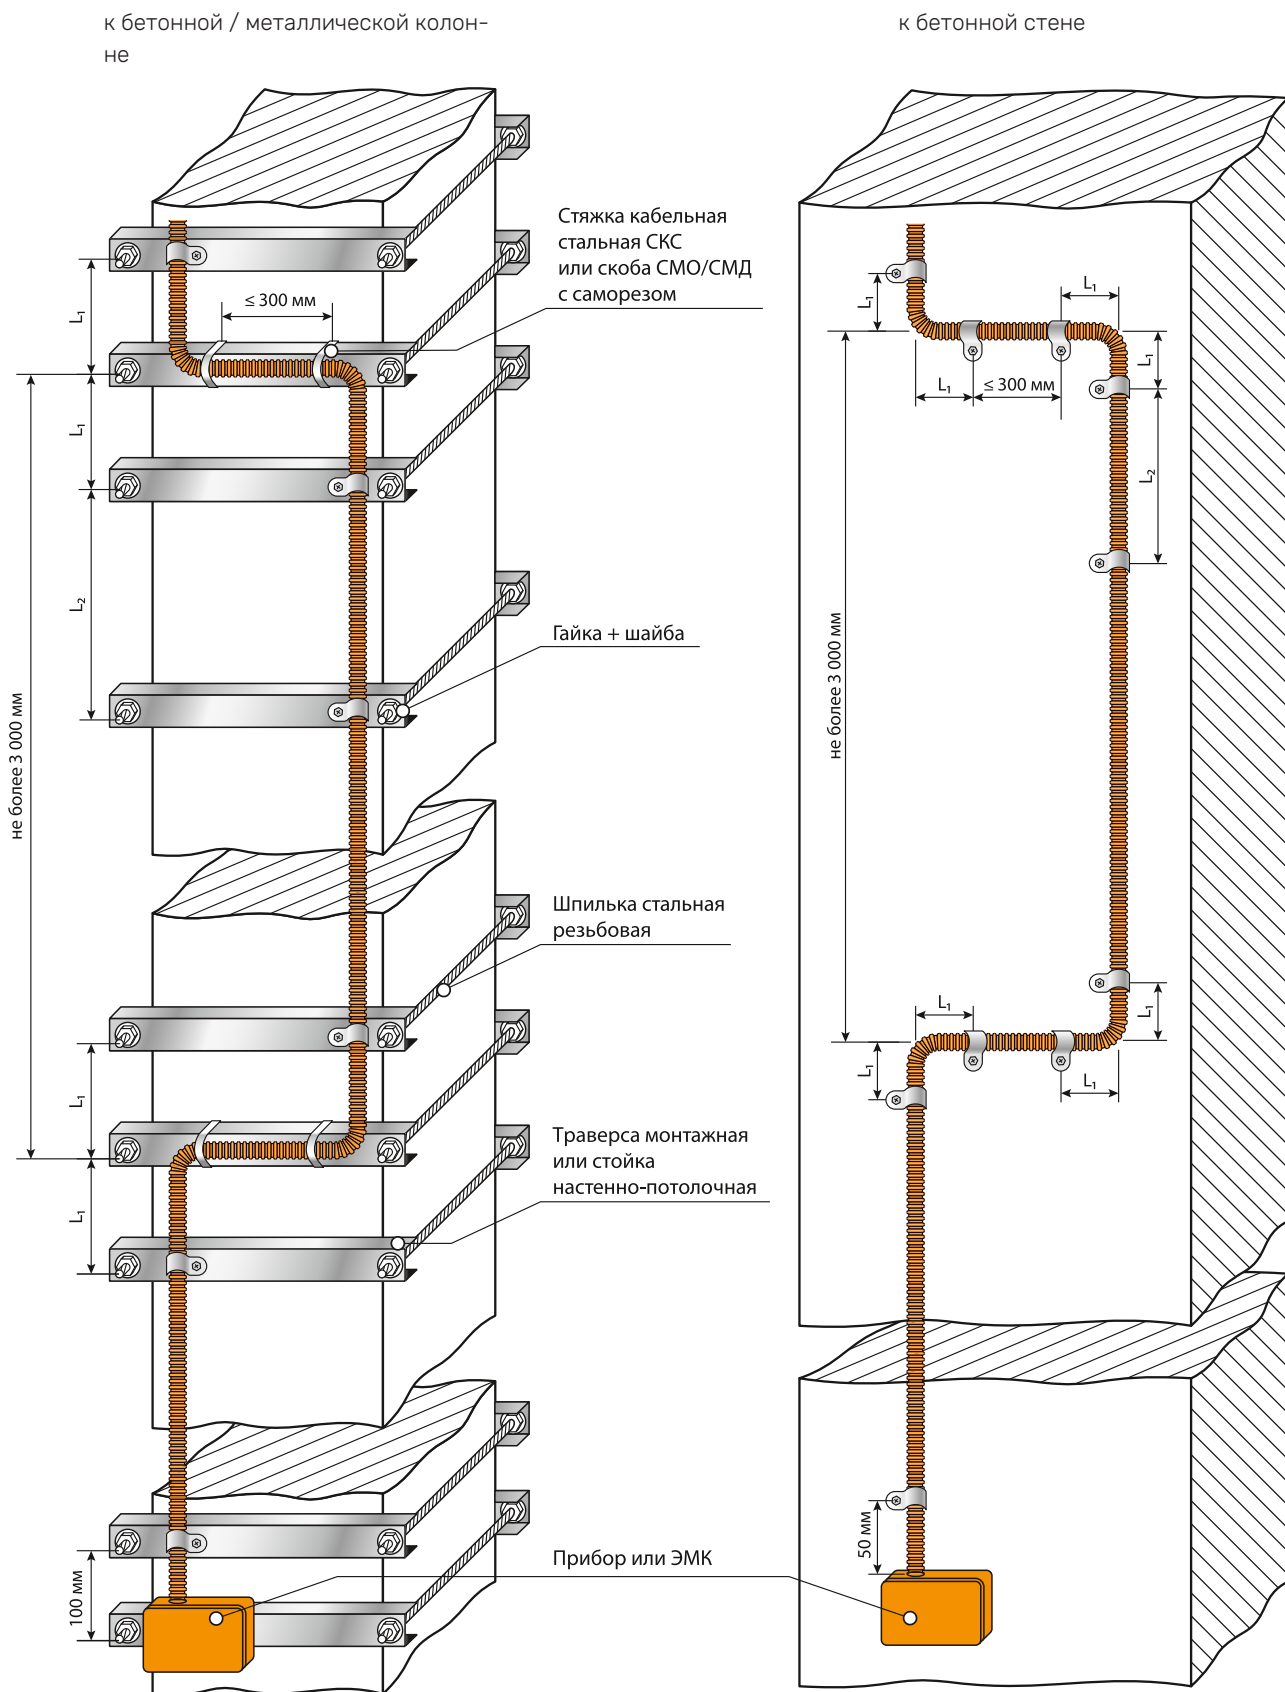 к бетонной / металлической колон-
не
к бетонной стене
Стяжка кабельная
стальная СКС
или скоба СМО/СМД
с саморезом
≤ 300 мм
L₁
L₁
L₂
не более 3 000 мм
Гайка + шайба
Шпилька стальная
резьбовая
L₁
L₁
Траверса монтажная
или стойка
настенно-потолочная
Прибор или ЭМК
100 мм
L₁
L₁
L₁
L₁
≤ 300 мм
L₂
не более 3 000 мм
L₁
L₁
L₁
L₁
50 мм